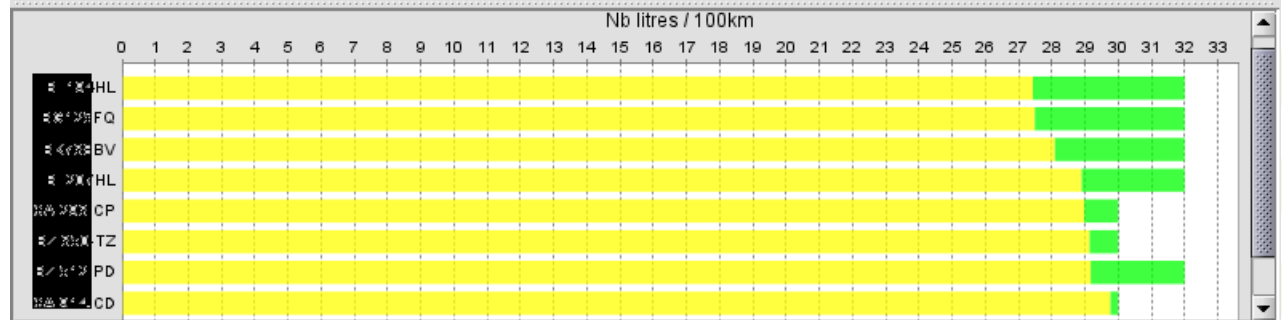 Nb litres / 100km
0 1 2 3 4 5 6 7 8 9 10 11 12 13 14 15 16 17 18 19 20 21 22 23 24 25 26 27 28 29 30 31 32 33
HL
FQ
BV
HL
CP
TZ
PD
CD